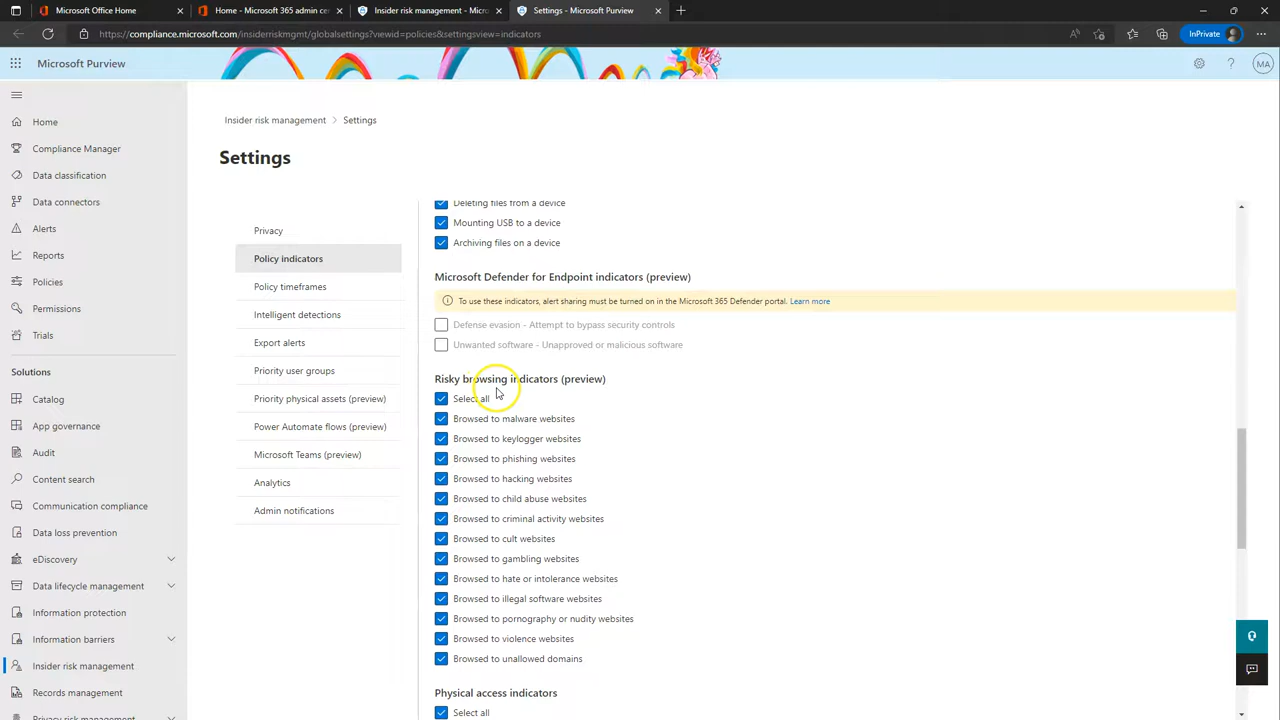 Microsoft Office Home
Home - Microsoft 365 admin cen
Insider risk management - Micro
Settings - Microsoft Purview
https://compliance.microsoft.com/insiderriskmgmt/globalsettings?viewid=policies&settingsview=indicators
InPrivate
Microsoft Purview
MA
Home
Compliance Manager
Data classification
Data connectors
Alerts
Reports
Policies
Permissions
Trials
Solutions
Catalog
App governance
Audit
Content search
Communication compliance
Data loss prevention
eDiscovery
Data lifecycle management
Information protection
Information barriers
Insider risk management
Records management
Privacy risk management
Insider risk management > Settings
Settings
Privacy
Policy indicators
Policy timeframes
Intelligent detections
Export alerts
Priority user groups
Priority physical assets (preview)
Power Automate flows (preview)
Microsoft Teams (preview)
Analytics
Admin notifications
Deleting files from a device
Mounting USB to a device
Archiving files on a device
Microsoft Defender for Endpoint indicators (preview)
To use these indicators, alert sharing must be turned on in the Microsoft 365 Defender portal. Learn more
Defense evasion - Attempt to bypass security controls
Unwanted software - Unapproved or malicious software
Risky browsing indicators (preview)
Select all
Browsed to malware websites
Browsed to keylogger websites
Browsed to phishing websites
Browsed to hacking websites
Browsed to child abuse websites
Browsed to criminal activity websites
Browsed to cult websites
Browsed to gambling websites
Browsed to hate or intolerance websites
Browsed to illegal software websites
Browsed to pornography or nudity websites
Browsed to violence websites
Browsed to unallowed domains
Physical access indicators
Select all